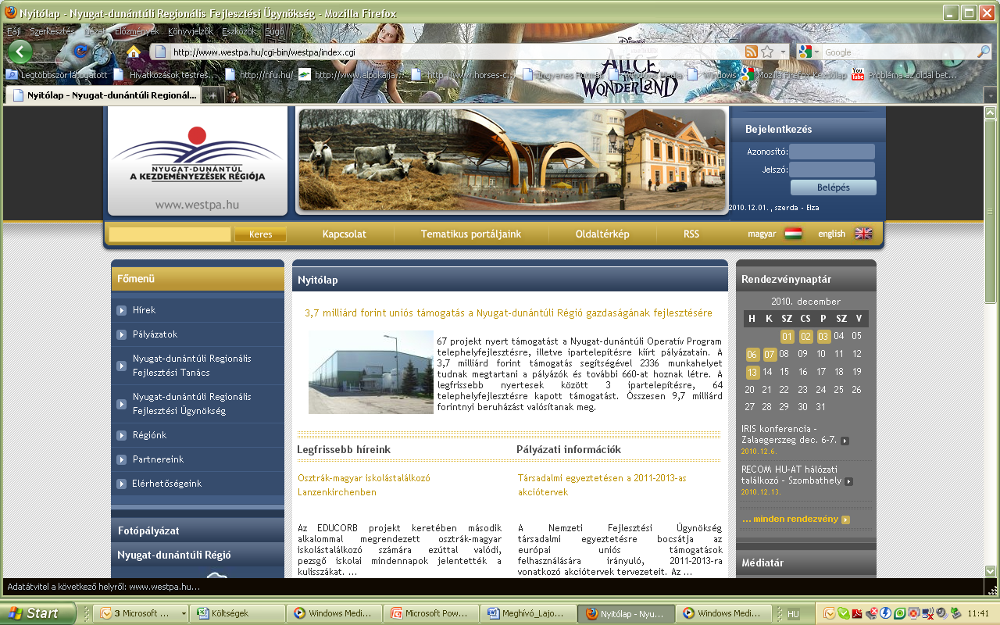 Nyitólap - Nyugat-dunántúli Regionális Fejlesztési Ügynökség - Mozilla Firefox
Fájl Szerkesztés Nézet Előzmények Könyvjelzők Eszközök Súgó
http://www.westpa.hu/cgi-bin/westpa/index.cgi
Google
DISNEY
ALICE IN WONDERLAND
Legtöbbször látogatott Hivatkozások testres... http://nfu.hu/ http://www.alpokalja... http://www.horses-c... Ingyenes Windows Media Windows Mozilla Firefox kezdőlap Probléma az oldal bet...
Nyitólap - Nyugat-dunántúli Regionál...
NYUGAT-DUNÁNTÚL
A KEZDEMÉNYEZÉSEK RÉGIÓJA
www.westpa.hu
Bejelentkezés
Azonosító:
Jelszó:
Belépés
2010.12.01. , szerda - Elza
Keres
Kapcsolat
Tematikus portáljaink
Oldaltérkép
RSS
magyar
english
Főmenü
Hírek
Pályázatok
Nyugat-dunántúli Regionális
Fejlesztési Tanács
Nyugat-dunántúli Regionális
Fejlesztési Ügynökség
Régiónk
Partnereink
Elérhetőségeink
Fotópályázat
Nyugat-dunántúli Régió
Nyitólap
3,7 milliárd forint uniós támogatás a Nyugat-dunántúli Régió gazdaságának fejlesztésére
67 projekt nyert támogatást a Nyugat-dunántúli Operatív Program
telephelyfejlesztésre, illetve ipartelepítésre kiírt pályázatain. A
3,7 milliárd forint támogatás segítségével 2336 munkahelyet
tudnak megtartani a pályázók és további 660-at hoznak létre. A
legfrissebb nyertesek között 3 ipartelepítésre, 64
telephelyfejlesztésre kapott támogatást. Összesen 9,7 milliárd
forintnyi beruházást valósítanak meg.
Legfrissebb híreink
Osztrák-magyar iskolástalálkozó
Lanzenkirchenben
Az EDUCORB projekt keretében második
alkalommal megrendezett osztrák-magyar
iskolástalálkozó számára ezúttal valódi,
pezsgő iskolai mindennapok jelentették a
kulisszákat. ...
Pályázati információk
Társadalmi egyeztetésen a 2011-2013-as
akciótervek
A Nemzeti Fejlesztési Ügynökség
társadalmi egyeztetésre bocsátja az
európai uniós támogatások
felhasználására irányuló, 2011-2013-ra
vonatkozó akciótervek tervezeteit. Az ...
Rendezvénynaptár
2010. december
H K SZ CS P SZ V
01 02 03 04 05
06 07 08 09 10 11 12
13 14 15 16 17 18 19
20 21 22 23 24 25 26
27 28 29 30 31
IRIS konferencia -
Zalaegerszeg dec. 6-7.
2010.12.6.
RECOM HU-AT hálózati
találkozó - Szombathely
2010.12.13.
... minden rendezvény
Médiatár
Adatátvitel a következő helyről: www.westpa.hu...
Start
3 Microsoft ...
Költségek
Windows Medi...
Microsoft Pow...
Meghívó_Lajo...
Nyitólap - Nyu...
Windows Medi...
HU
11:41